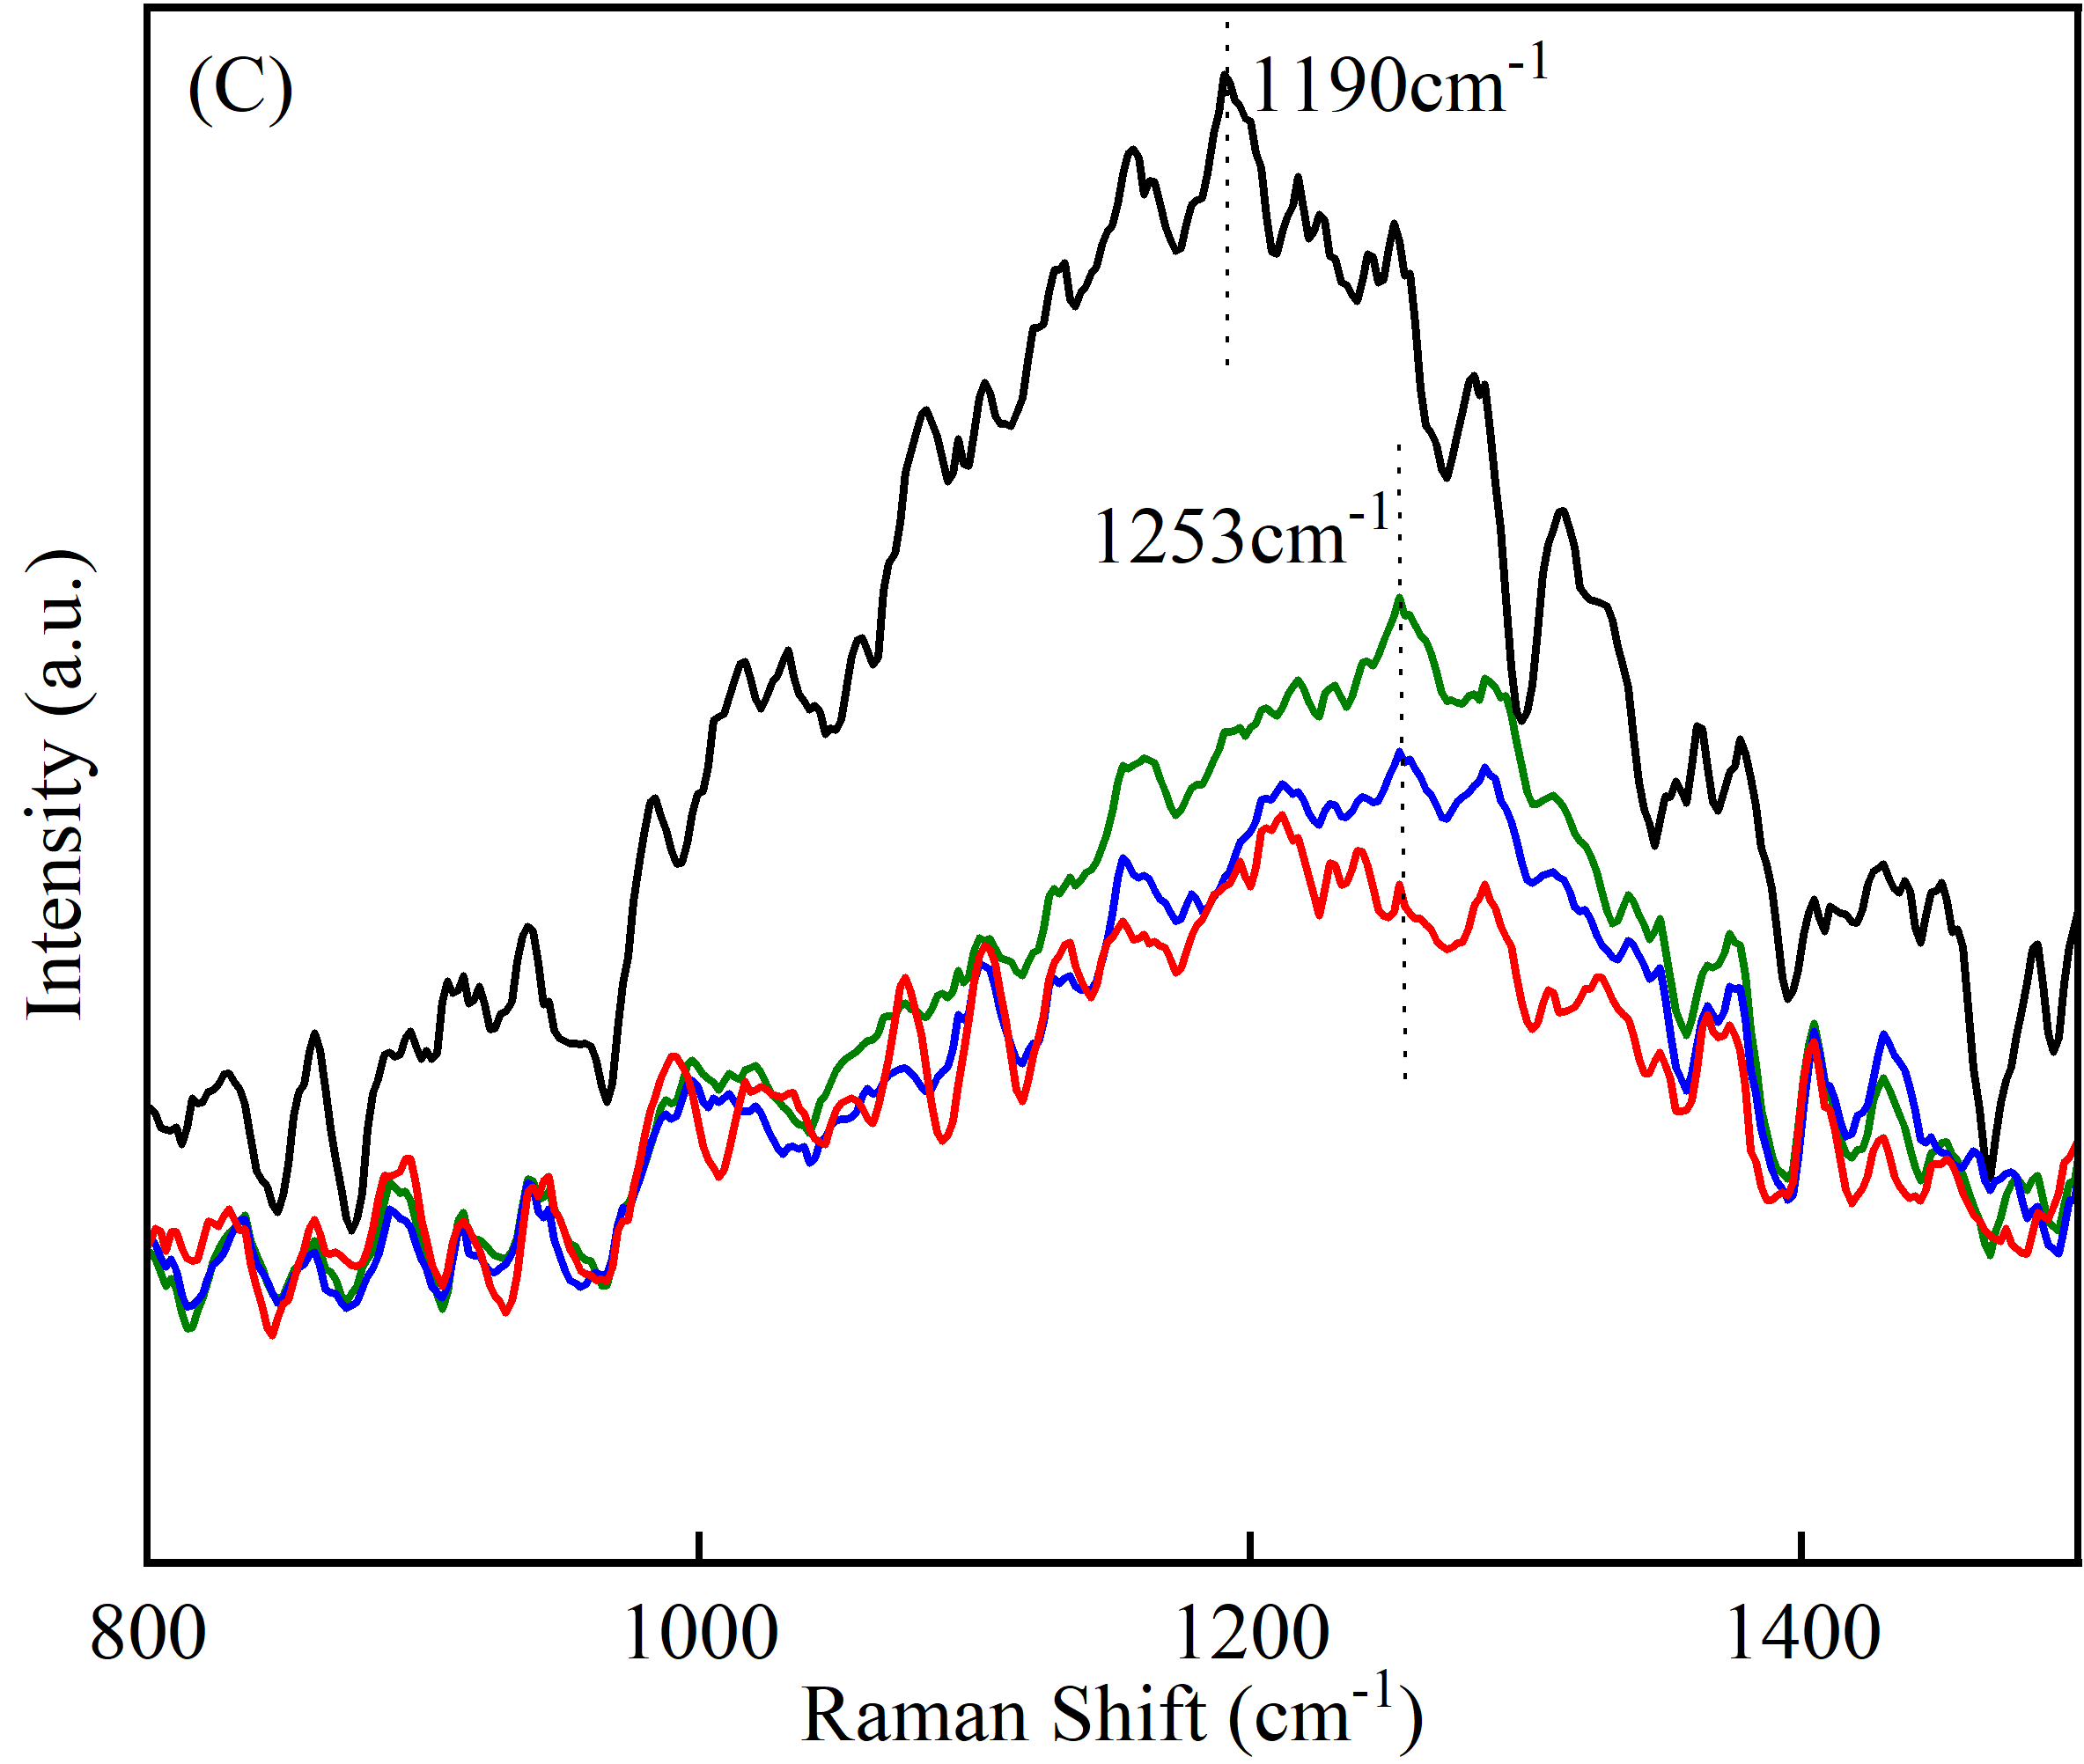 (C)
1190cm-1
1253cm-1
Intensity (a.u.)
800 1000 1200 1400
Raman Shift (cm-1)